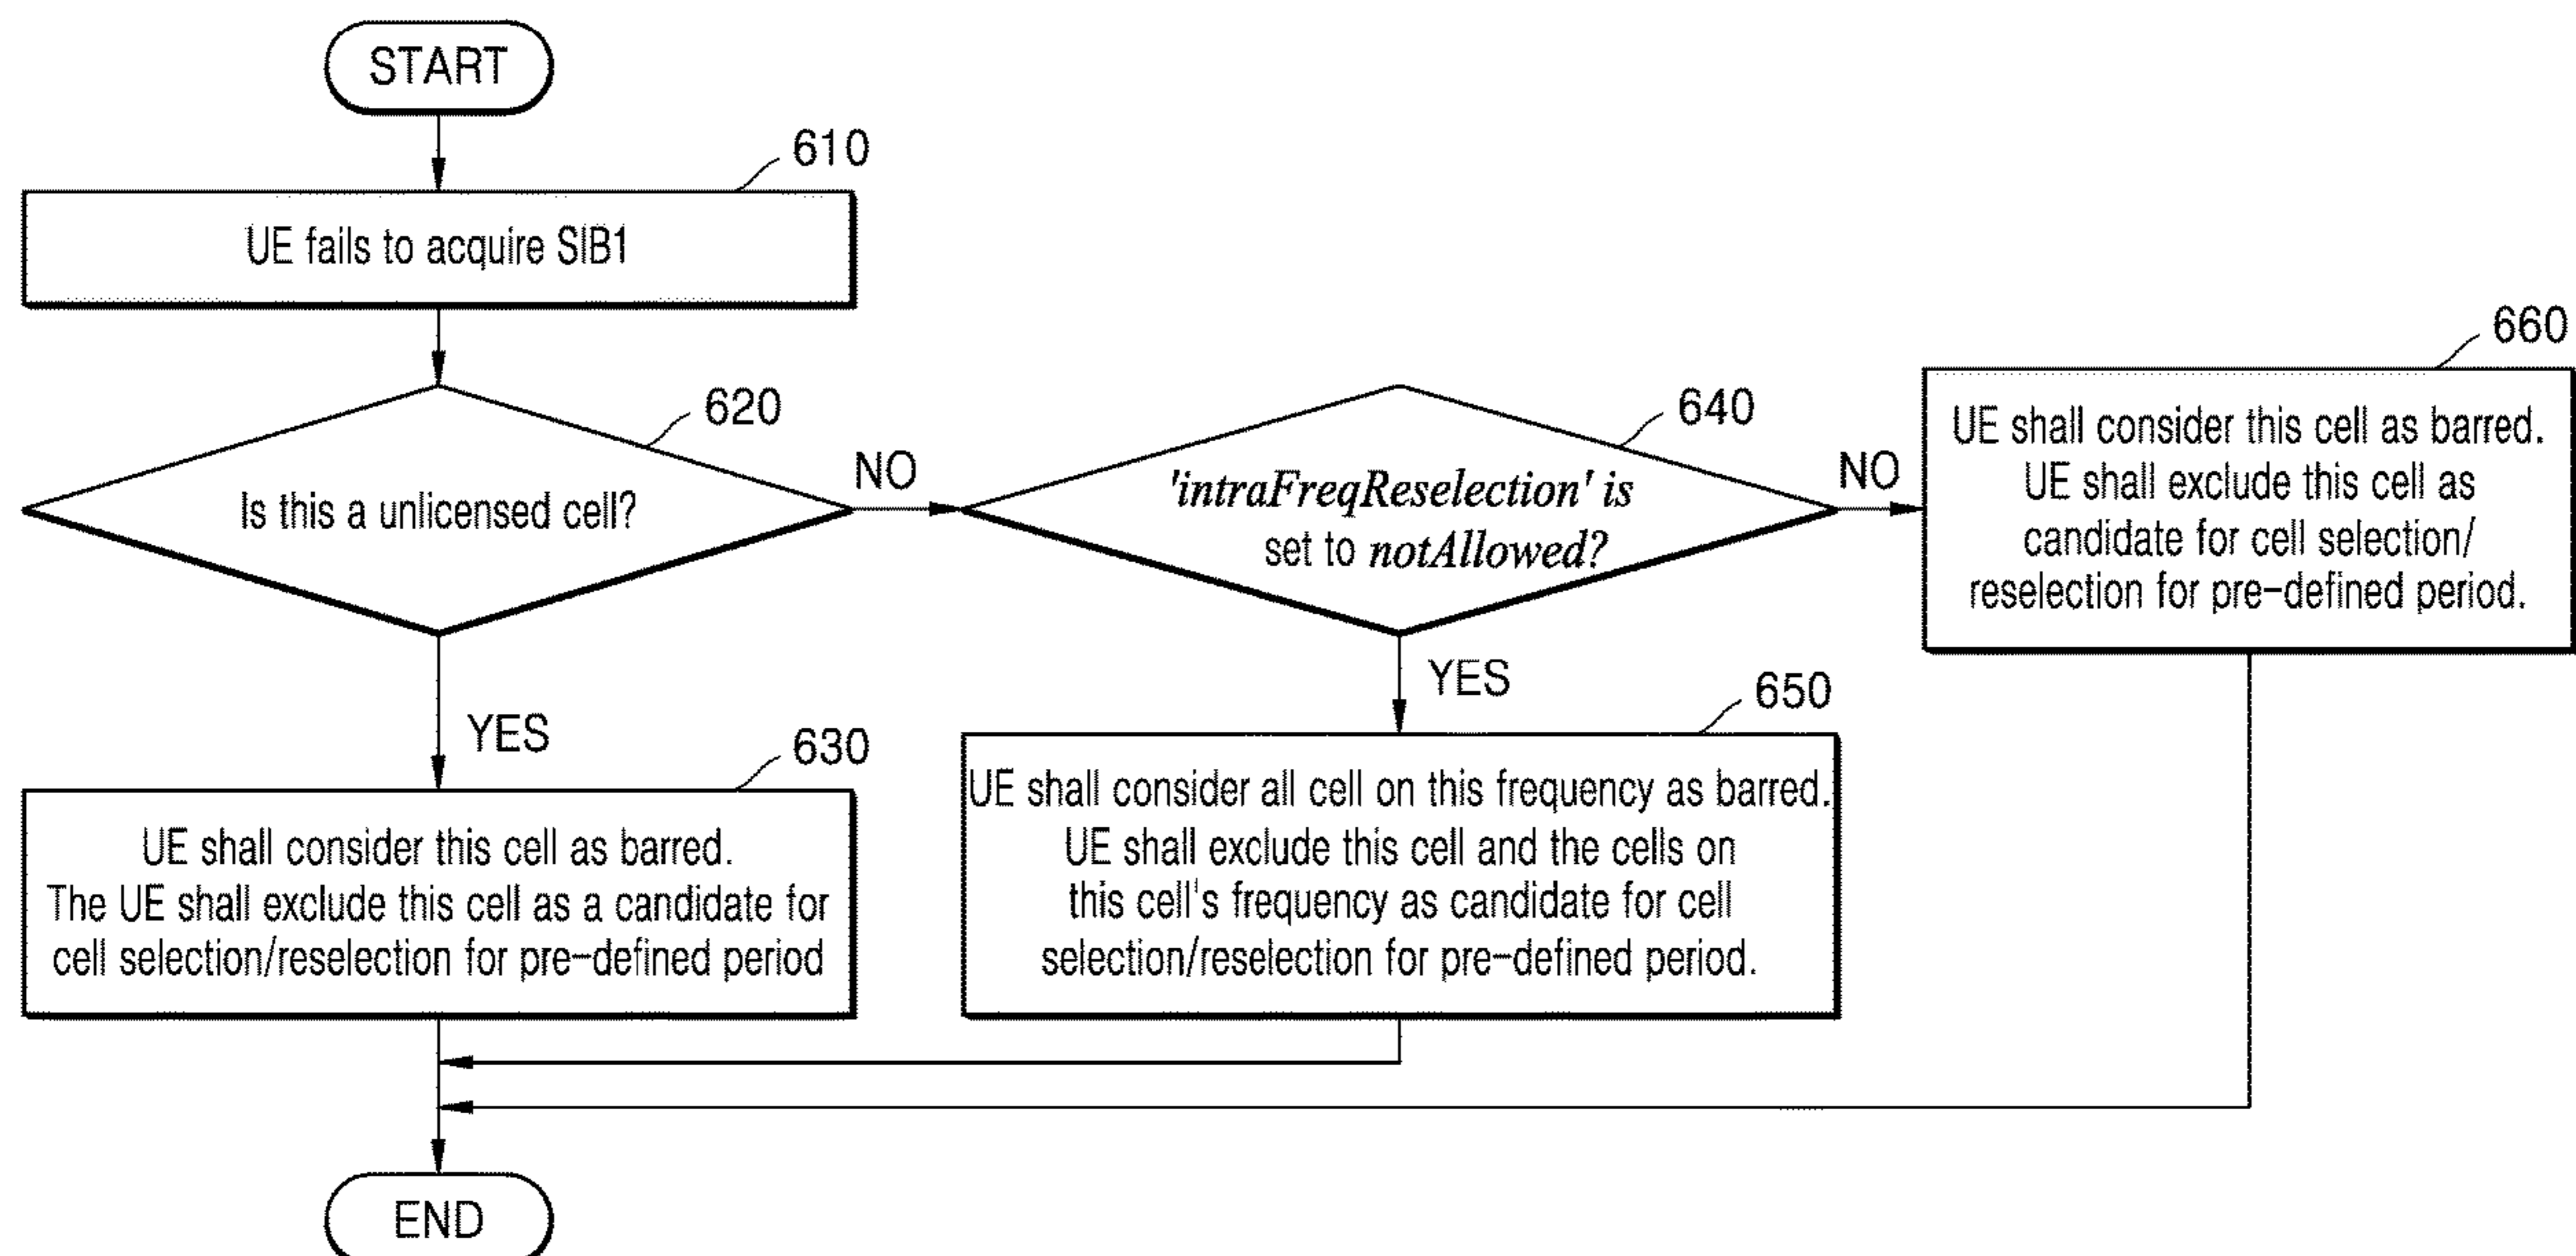 START
610
UE fails to acquire SIB1
620
Is this a unlicensed cell?
NO
640
'intraFreqReselection' is
set to notAllowed?
NO
660
UE shall consider this cell as barred.
UE shall exclude this cell as
candidate for cell selection/
reselection for pre-defined period.
YES
630
UE shall consider this cell as barred.
The UE shall exclude this cell as a candidate for
cell selection/reselection for pre-defined period
YES
650
UE shall consider all cell on this frequency as barred.
UE shall exclude this cell and the cells on
this cell's frequency as candidate for cell
selection/reselection for pre-defined period.
END